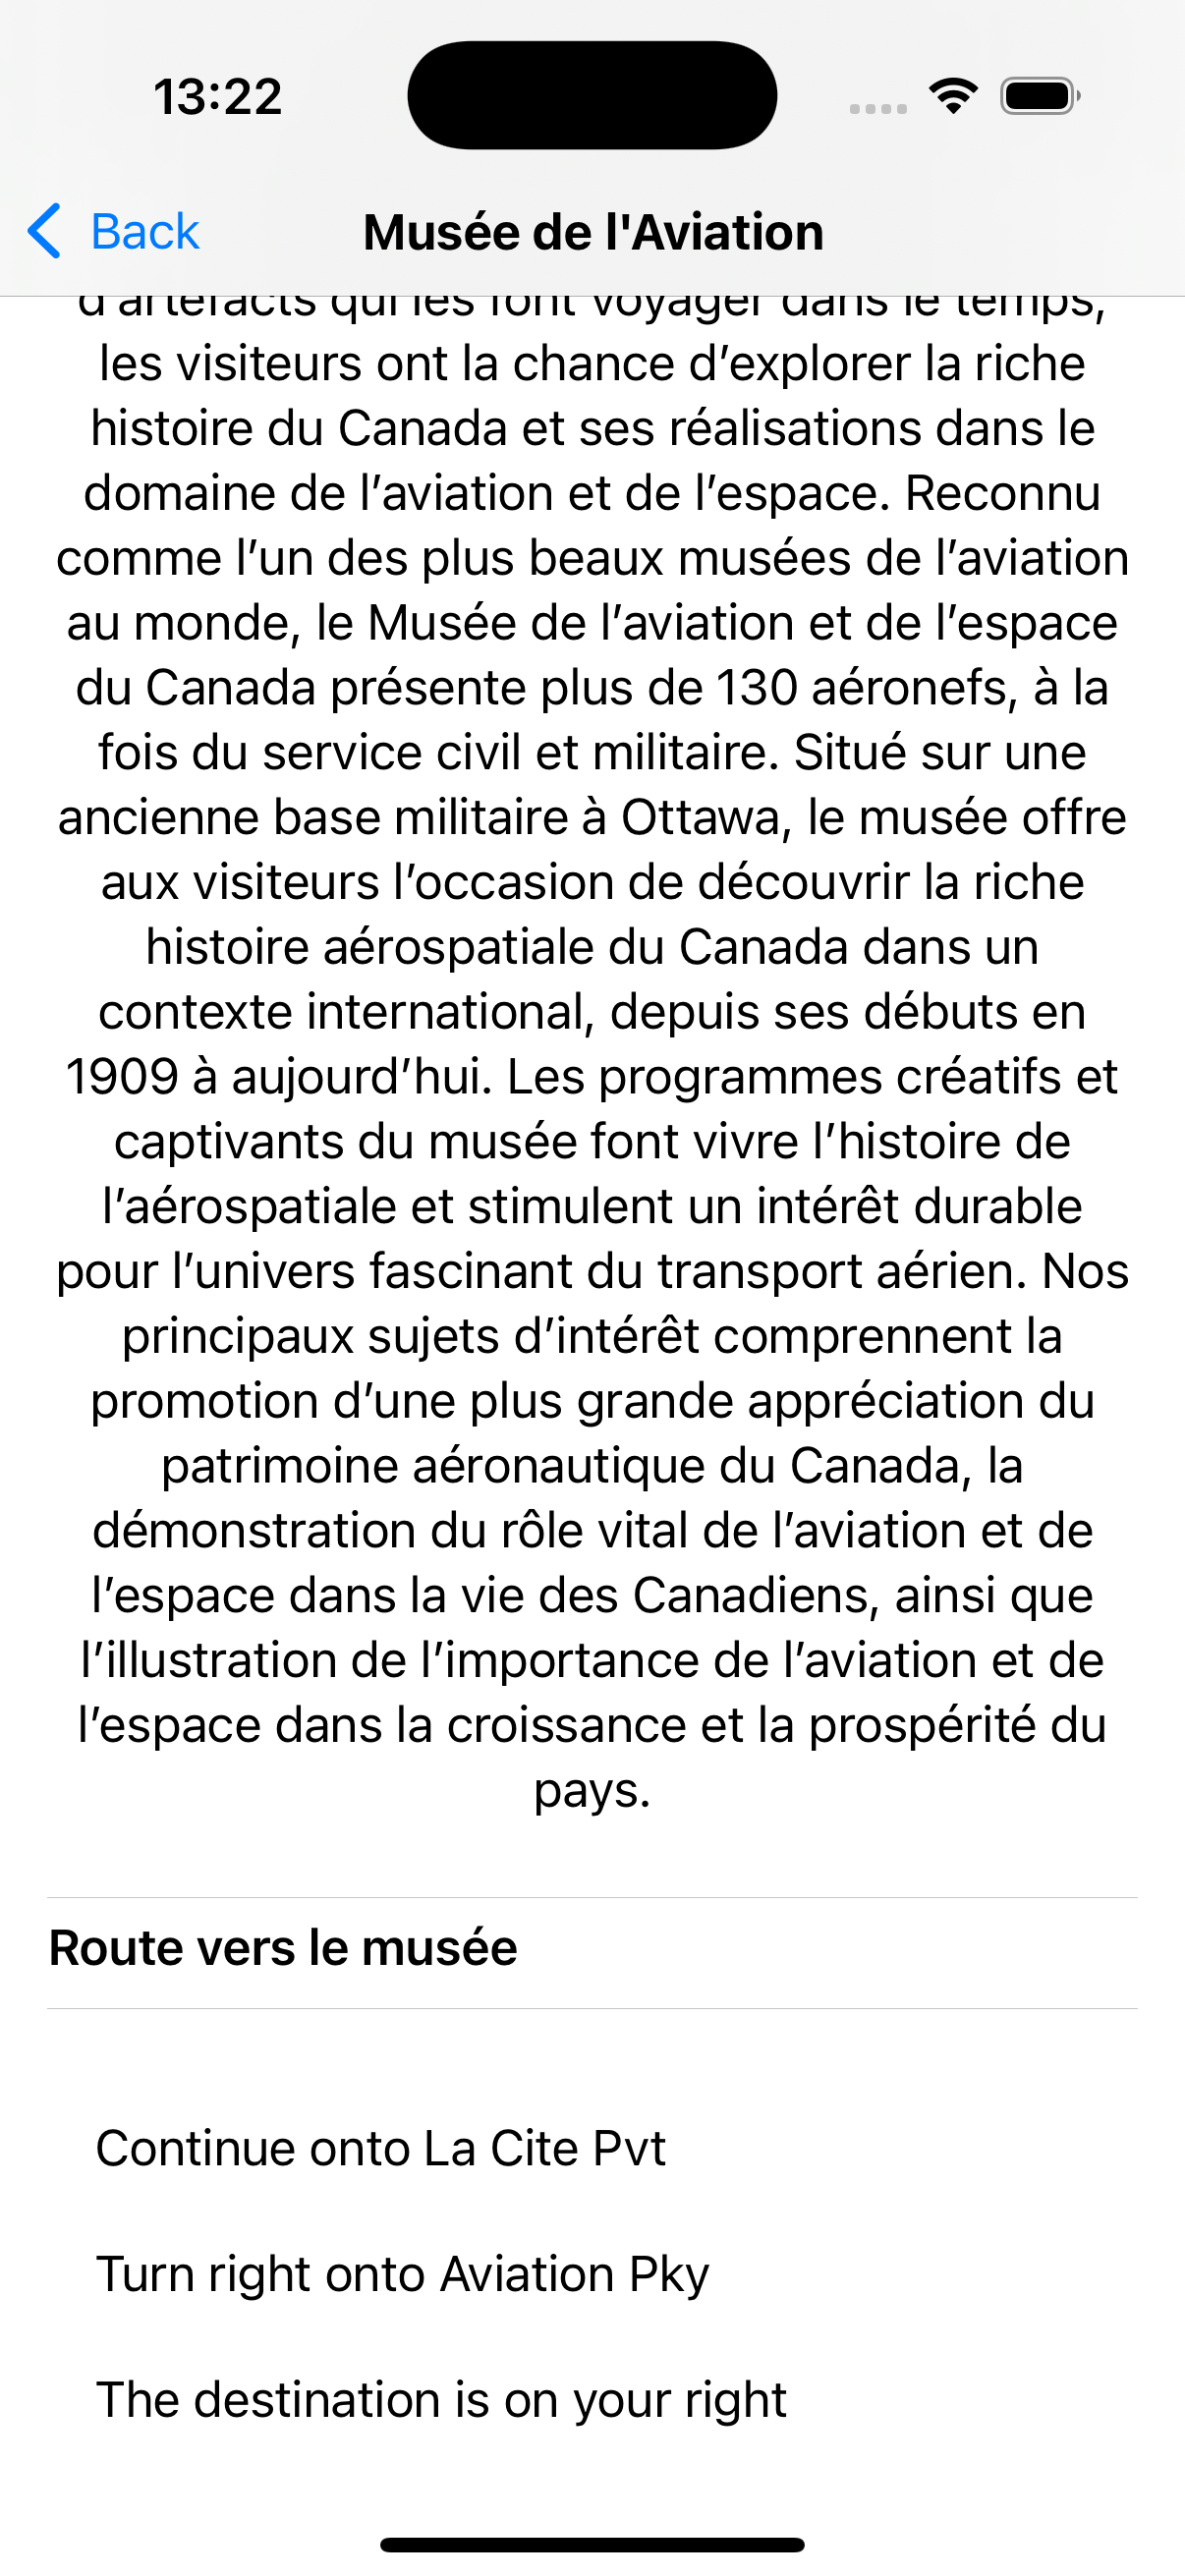 13:22
Back
Musée de l'Aviation
d’artefacts qui les font voyager dans le temps,
les visiteurs ont la chance d’explorer la riche
histoire du Canada et ses réalisations dans le
domaine de l’aviation et de l’espace. Reconnu
comme l’un des plus beaux musées de l’aviation
au monde, le Musée de l’aviation et de l’espace
du Canada présente plus de 130 aéronefs, à la
fois du service civil et militaire. Situé sur une
ancienne base militaire à Ottawa, le musée offre
aux visiteurs l’occasion de découvrir la riche
histoire aérospatiale du Canada dans un
contexte international, depuis ses débuts en
1909 à aujourd’hui. Les programmes créatifs et
captivants du musée font vivre l’histoire de
l’aérospatiale et stimulent un intérêt durable
pour l’univers fascinant du transport aérien. Nos
principaux sujets d’intérêt comprennent la
promotion d’une plus grande appréciation du
patrimoine aéronautique du Canada, la
démonstration du rôle vital de l’aviation et de
l’espace dans la vie des Canadiens, ainsi que
l’illustration de l’importance de l’aviation et de
l’espace dans la croissance et la prospérité du
pays.
Route vers le musée
Continue onto La Cite Pvt
Turn right onto Aviation Pky
The destination is on your right